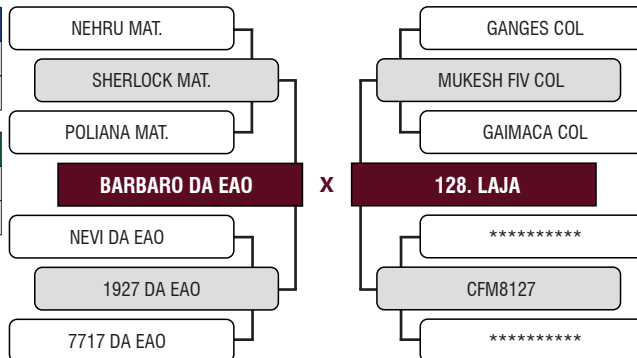 NEHRU MAT.
SHERLOCK MAT.
POLIANA MAT.
BARBARO DA EAO
NEVI DA EAO
1927 DA EAO
7717 DA EAO
X
GANGES COL
MUKESH FIV COL
GAIMACA COL
128. LAJA
**********
CFM8127
**********